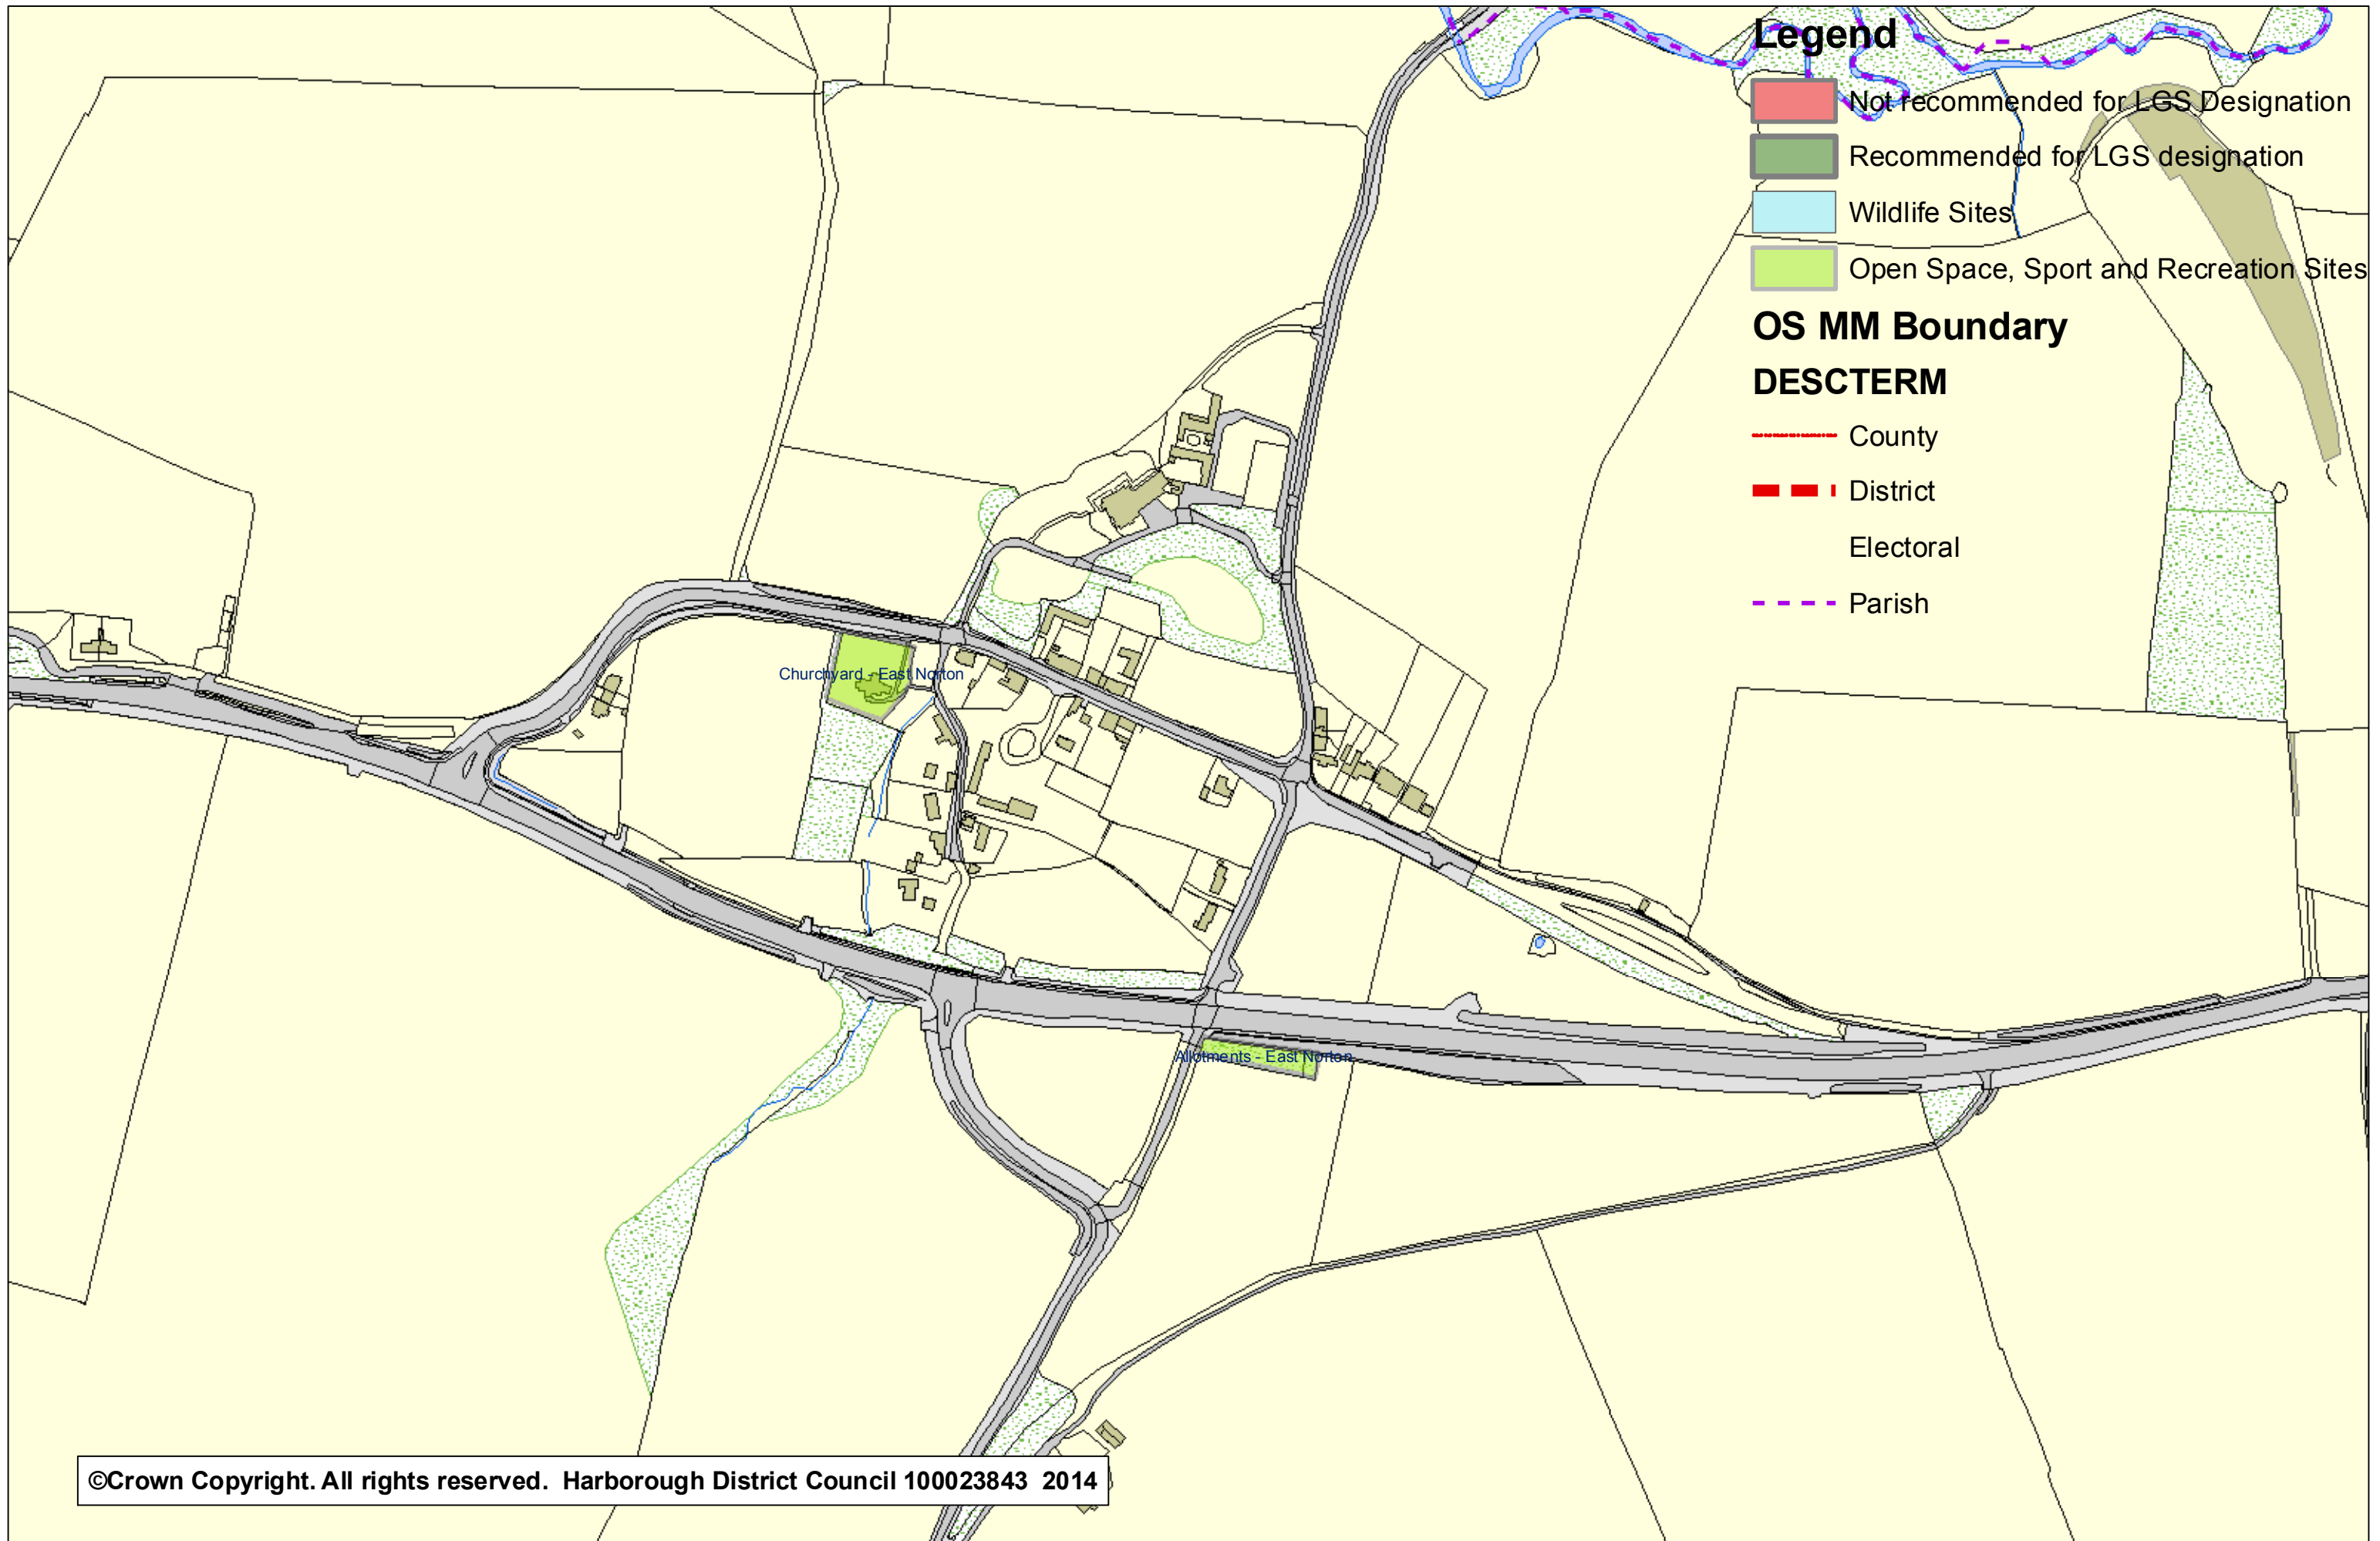 Legend
Not recommended for LGS Designation
Recommended for LGS designation
Wildlife Sites
Open Space, Sport and Recreation Sites
OS MM Boundary
DESCTERM
County
District
Electoral
Parish
Churchyard - East Norton
Allotments - East Norton
©Crown Copyright. All rights reserved. Harborough District Council 100023843 2014